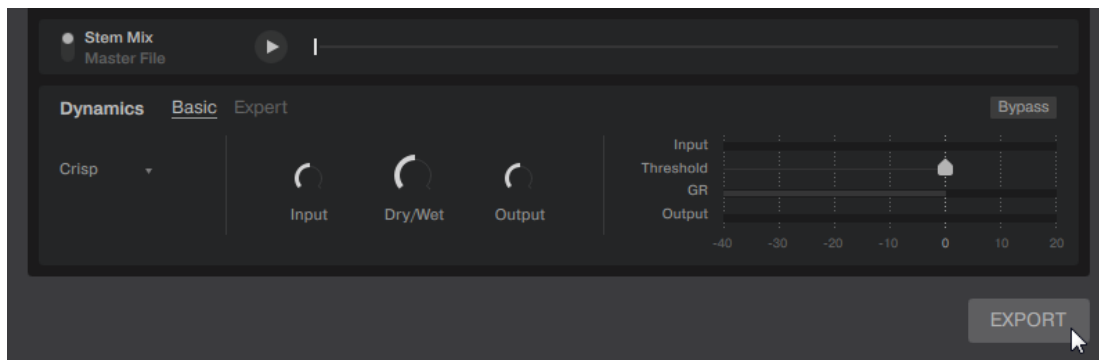 Stem Mix
Master File
Dynamics Basic Expert Bypass
Crisp
Input Dry/Wet Output
Input
Threshold
GR
Output
-40 -30 -20 -10 0 10 20
EXPORT